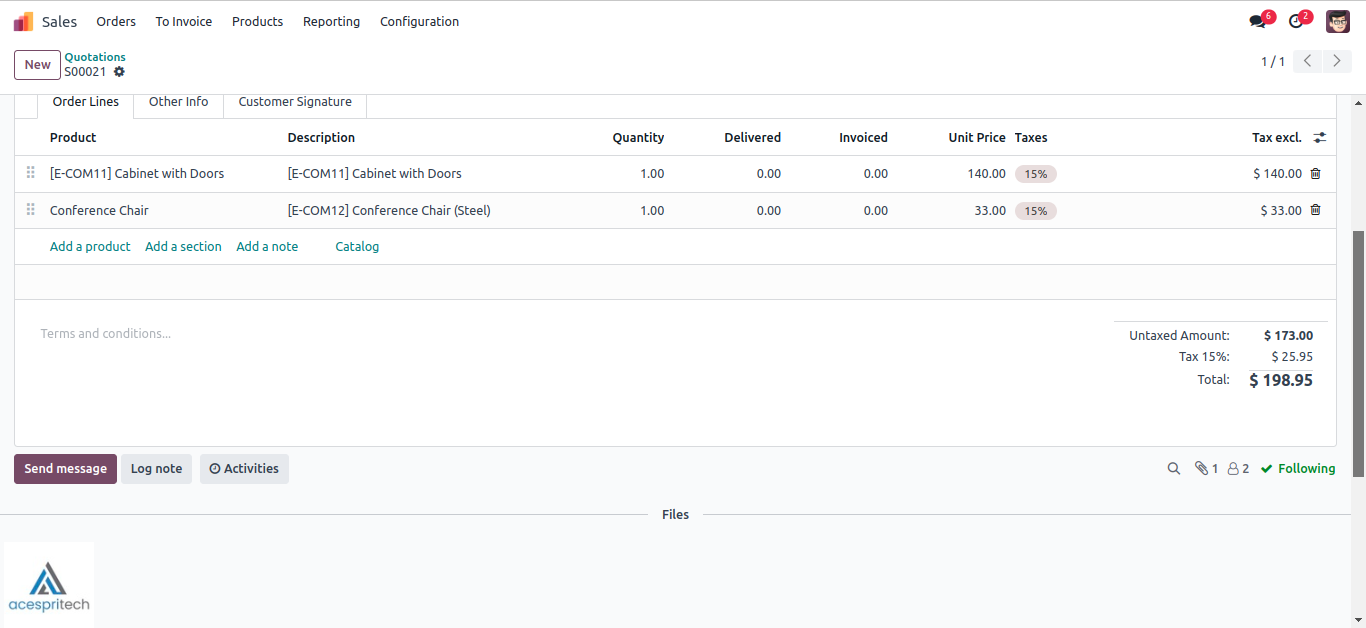 Sales Orders To Invoice Products Reporting Configuration 6 2
New Quotations
S00021 1 / 1
Order Lines Other Info Customer Signature
Product Description Quantity Delivered Invoiced Unit Price Taxes Tax excl.
[E-COM11] Cabinet with Doors [E-COM11] Cabinet with Doors 1.00 0.00 0.00 140.00 15% $ 140.00
Conference Chair [E-COM12] Conference Chair (Steel) 1.00 0.00 0.00 33.00 15% $ 33.00
Add a product Add a section Add a note Catalog
Terms and conditions...
Untaxed Amount: $ 173.00
Tax 15%: $ 25.95
Total: $ 198.95
Send message Log note Activities 1 2 Following
Files
acespritech